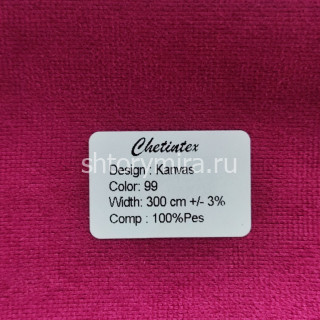 Chetintex
shtorymira.ru
Design : Kanvas
Color: 99
Width: 300 cm +/- 3%
Comp : 100%Pes